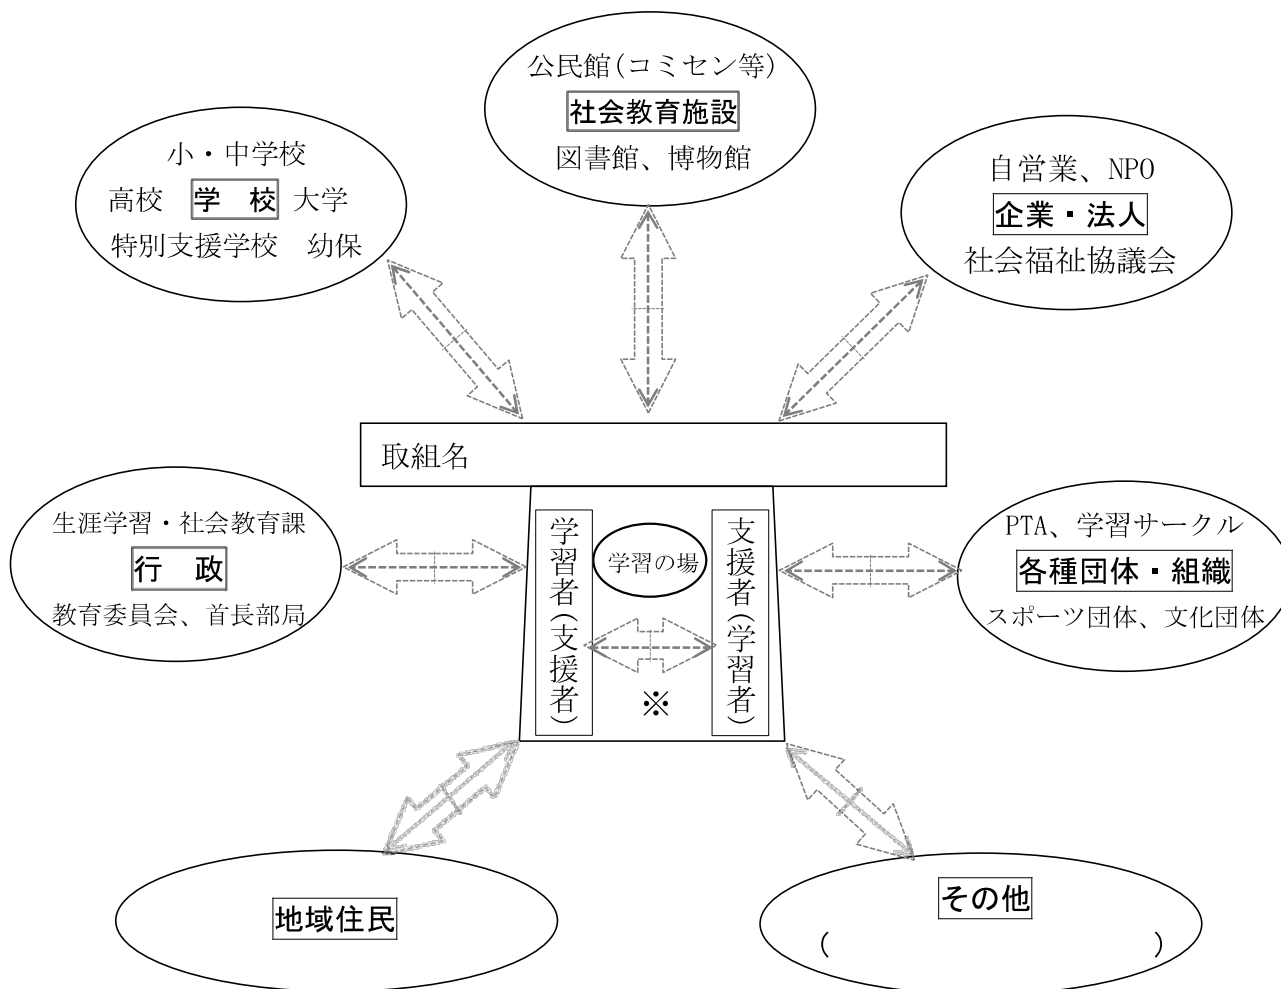 公民館(コミセン等)
社会教育施設
図書館、博物館
小・中学校
高校 学 校 大学
特別支援学校 幼保
自営業、NPO
企業・法人
社会福祉協議会
取組名
生涯学習・社会教育課
行 政
教育委員会、首長部局
学習者(支援者)
学習の場
※
支援者(学習者)
PTA、学習サークル
各種団体・組織
スポーツ団体、文化団体
地域住民
その他
( )